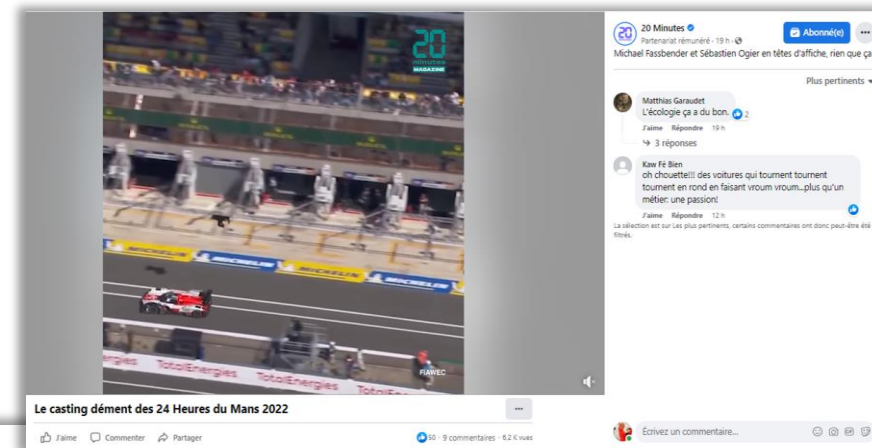 20
minutes
MAGAZINE
MICHELIN
MICHELIN
MICHELIN
TotalEnergies
TotalEnergies
FIAWEC
Le casting dément des 24 Heures du Mans 2022
J'aime Commenter Partager
50 · 9 commentaires · 6,2 K vues
20 Minutes
Abonné(e)
Partenariat rémunéré · 19 h ·
Michael Fassbender et Sébastien Ogier en têtes d'affiche, rien que ça
Plus pertinents
Matthias Garaudet
L'écologie ça a du bon.
2
J'aime Répondre 19 h
3 réponses
Kaw Fé Bien
oh chouette!!! des voitures qui tournent tournent
tournent en rond en faisant vroum vroum...plus qu'un
métier: une passion!
J'aime Répondre 12 h
La sélection est sur Les plus pertinents, certains commentaires ont donc peut-être été
filtrés.
Écrivez un commentaire...